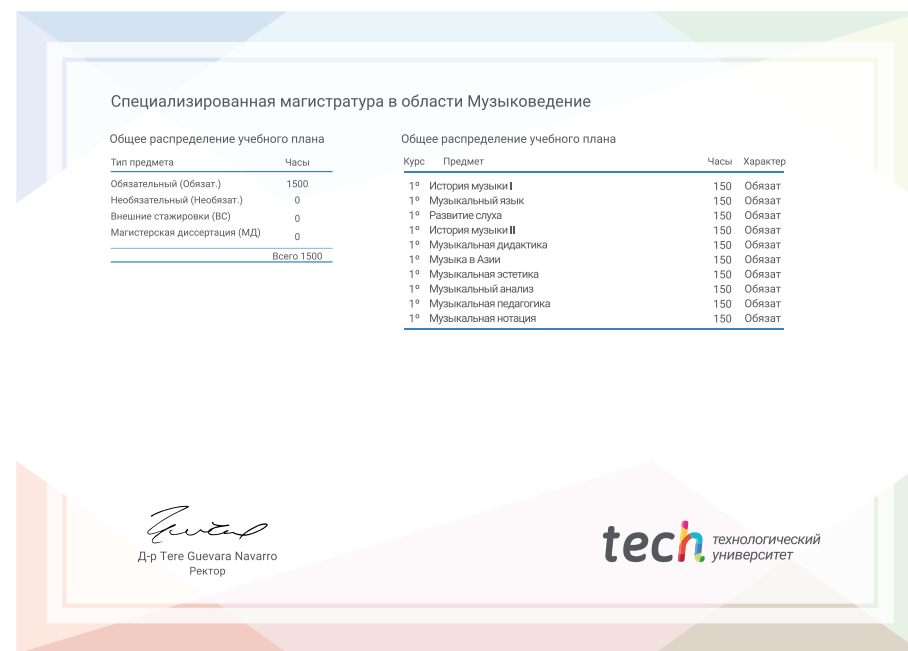 Специализированная магистратура в области Музыковедение
Общее распределение учебного плана
Тип предмета Часы
Обязательный (Обязат.) 1500
Необязательный (Необязат.) 0
Внешние стажировки (ВС) 0
Магистерская диссертация (МД) 0
Всего 1500
Общее распределение учебного плана
Курс Предмет Часы Характер
1º История музыки I 150 Обязат
1º Музыкальный язык 150 Обязат
1º Развитие слуха 150 Обязат
1º История музыки II 150 Обязат
1º Музыкальная дидактика 150 Обязат
1º Музыка в Азии 150 Обязат
1º Музыкальная эстетика 150 Обязат
1º Музыкальный анализ 150 Обязат
1º Музыкальная педагогика 150 Обязат
1º Музыкальная нотация 150 Обязат
Д-р Tere Guevara Navarro
Ректор
tech технологический
университет